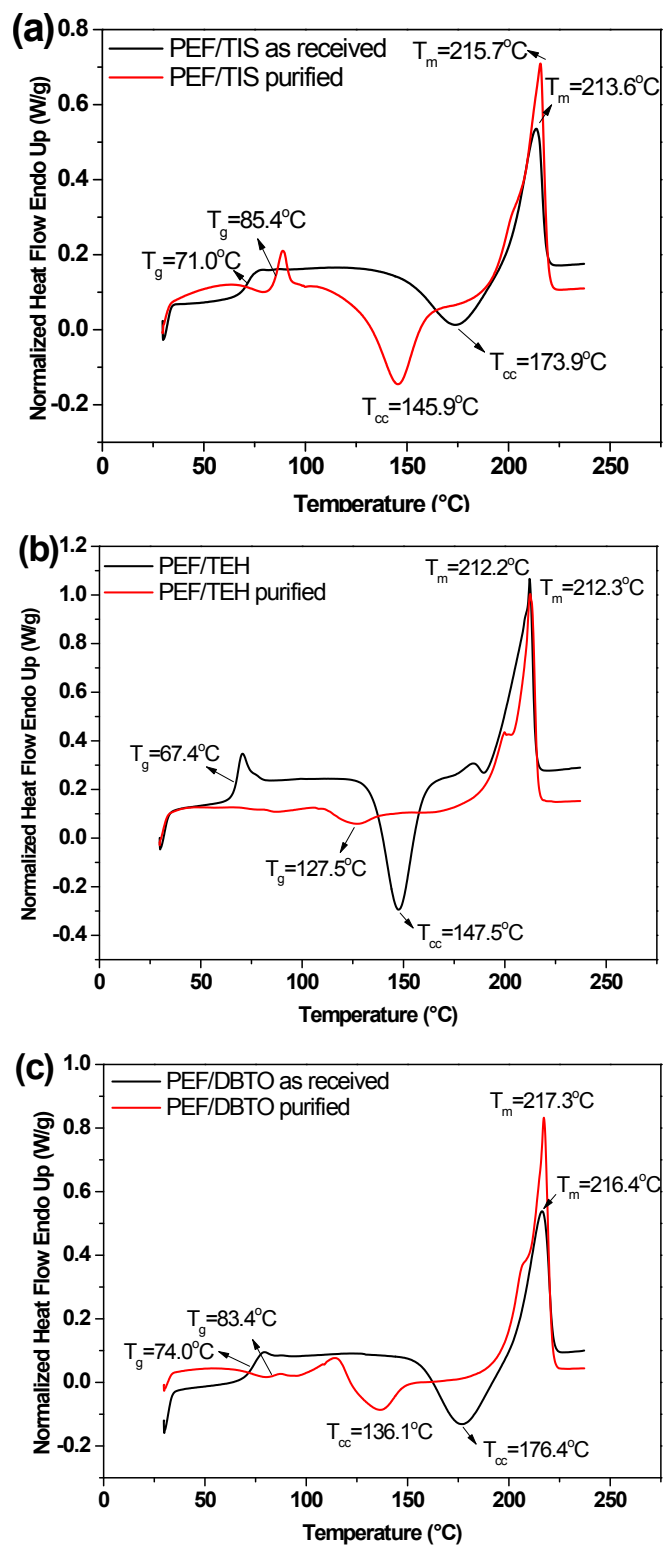 (a)
PEF/TIS as received
PEF/TIS purified
Tm=215.7°C
Tm=213.6°C
Tg=85.4°C
Tg=71.0°C
Tcc=173.9°C
Tcc=145.9°C
Normalized Heat Flow Endo Up (W/g)
0.8
0.6
0.4
0.2
0.0
-0.2
0
50
100
150
200
250
Temperature (°C)
(b)
PEF/TEH
PEF/TEH purified
Tm=212.2°C
Tm=212.3°C
Tg=67.4°C
Tg=127.5°C
Tcc=147.5°C
Normalized Heat Flow Endo Up (W/g)
1.2
1.0
0.8
0.6
0.4
0.2
0.0
-0.2
-0.4
0
50
100
150
200
250
Temperature (°C)
(c)
PEF/DBTO as received
PEF/DBTO purified
Tm=217.3°C
Tm=216.4°C
Tg=83.4°C
Tg=74.0°C
Tcc=136.1°C
Tcc=176.4°C
Normalized Heat Flow Endo Up (W/g)
1.0
0.8
0.6
0.4
0.2
0.0
-0.2
0
50
100
150
200
250
Temperature (°C)